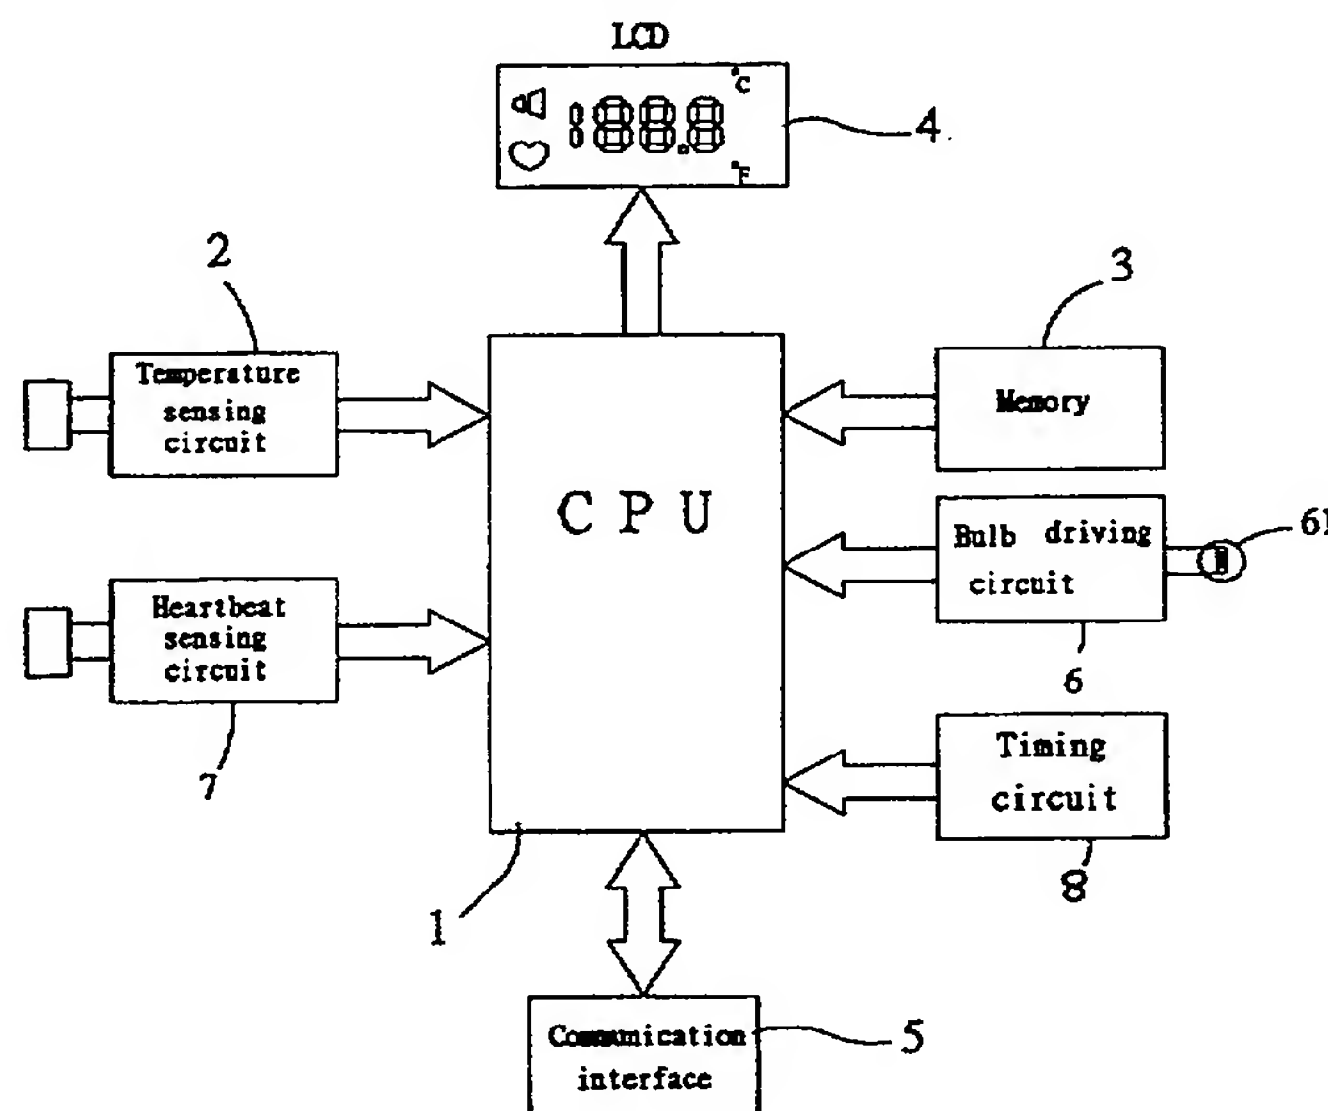 LCD
188.8
°C
°F
4
2
3
Temperature
sensing
circuit
Memory
CPU
Bulb driving
circuit
61
6
Heartbeat
sensing
circuit
7
Timing
circuit
8
1
Communication
interface
5